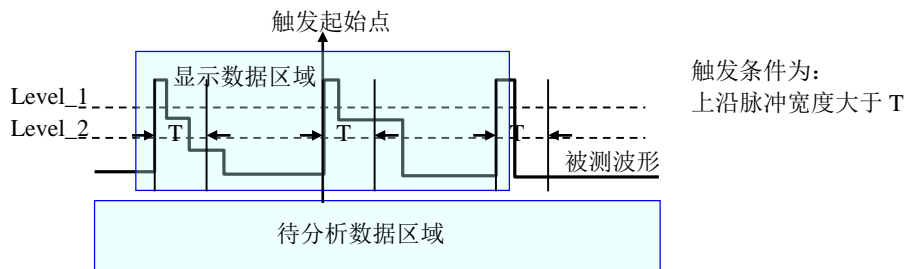 触发起始点
显示数据区域
触发条件为：
Level_1
上沿脉冲宽度大于 T
Level_2
T
T
T
被测波形
待分析数据区域